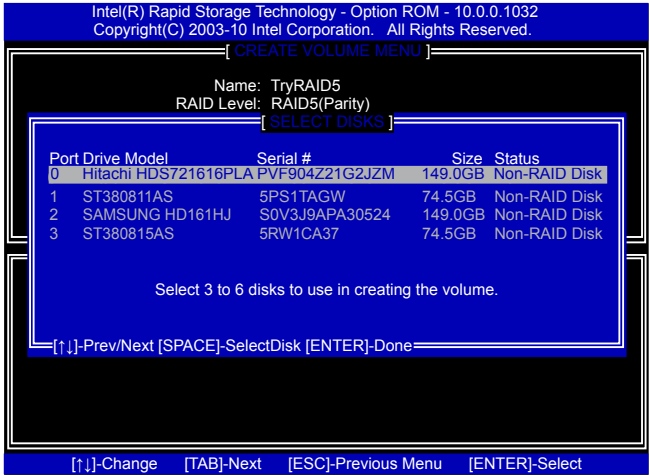 Intel(R) Rapid Storage Technology - Option ROM - 10.0.0.1032
Copyright(C) 2003-10 Intel Corporation. All Rights Reserved.
[ CREATE VOLUME MENU ]
Name: TryRAID5
RAID Level: RAID5(Parity)
[ SELECT DISKS ]
Port Drive Model Serial # Size Status
0 Hitachi HDS721616PLA PVF904Z21G2JZM 149.0GB Non-RAID Disk
1 ST380811AS 5PS1TAGW 74.5GB Non-RAID Disk
2 SAMSUNG HD161HJ S0V3J9APA30524 149.0GB Non-RAID Disk
3 ST380815AS 5RW1CA37 74.5GB Non-RAID Disk
Select 3 to 6 disks to use in creating the volume.
[↑↓]-Prev/Next [SPACE]-SelectDisk [ENTER]-Done
[↑↓]-Change [TAB]-Next [ESC]-Previous Menu [ENTER]-Select